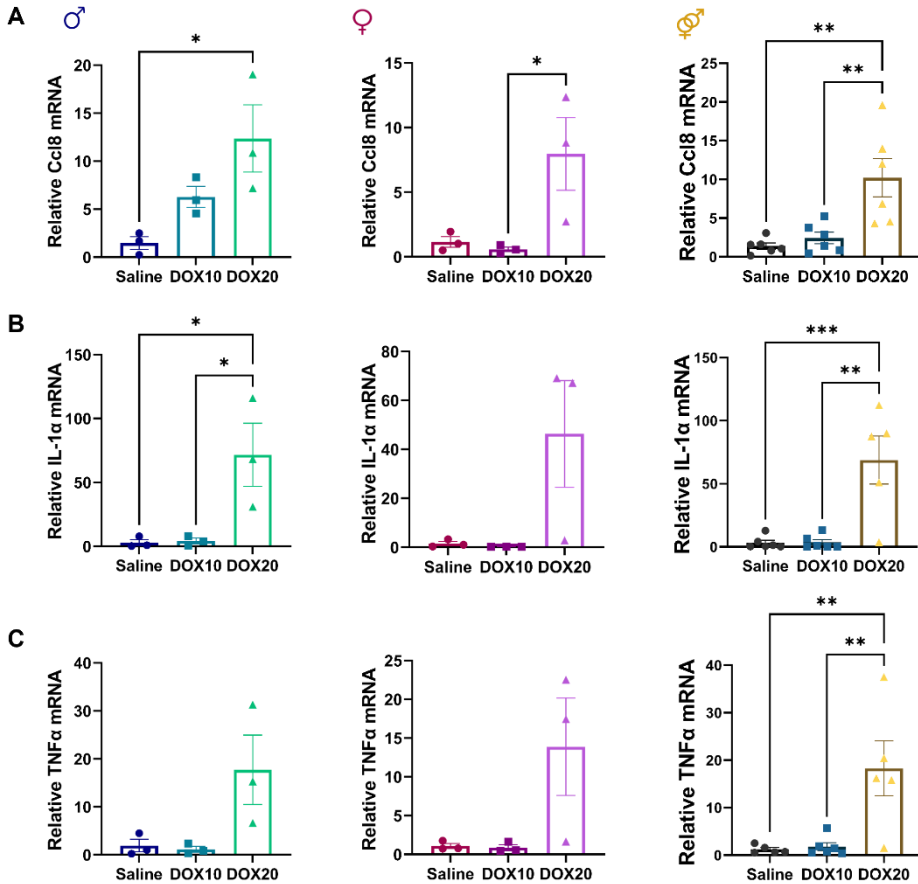 A
♂ ♀ ⚤
* * ** **
Relative Ccl8 mRNA
20
15
10
5
0
Saline DOX10 DOX20
Relative Ccl8 mRNA
15
10
5
0
Saline DOX10 DOX20
Relative Ccl8 mRNA
25
20
15
10
5
0
Saline DOX10 DOX20
B
* * *** **
Relative IL-1α mRNA
150
100
50
0
Saline DOX10 DOX20
Relative IL-1α mRNA
80
60
40
20
0
Saline DOX10 DOX20
Relative IL-1α mRNA
150
100
50
0
Saline DOX10 DOX20
C
** **
Relative TNFα mRNA
40
30
20
10
0
Saline DOX10 DOX20
Relative TNFα mRNA
25
20
15
10
5
0
Saline DOX10 DOX20
Relative TNFα mRNA
40
30
20
10
0
Saline DOX10 DOX20